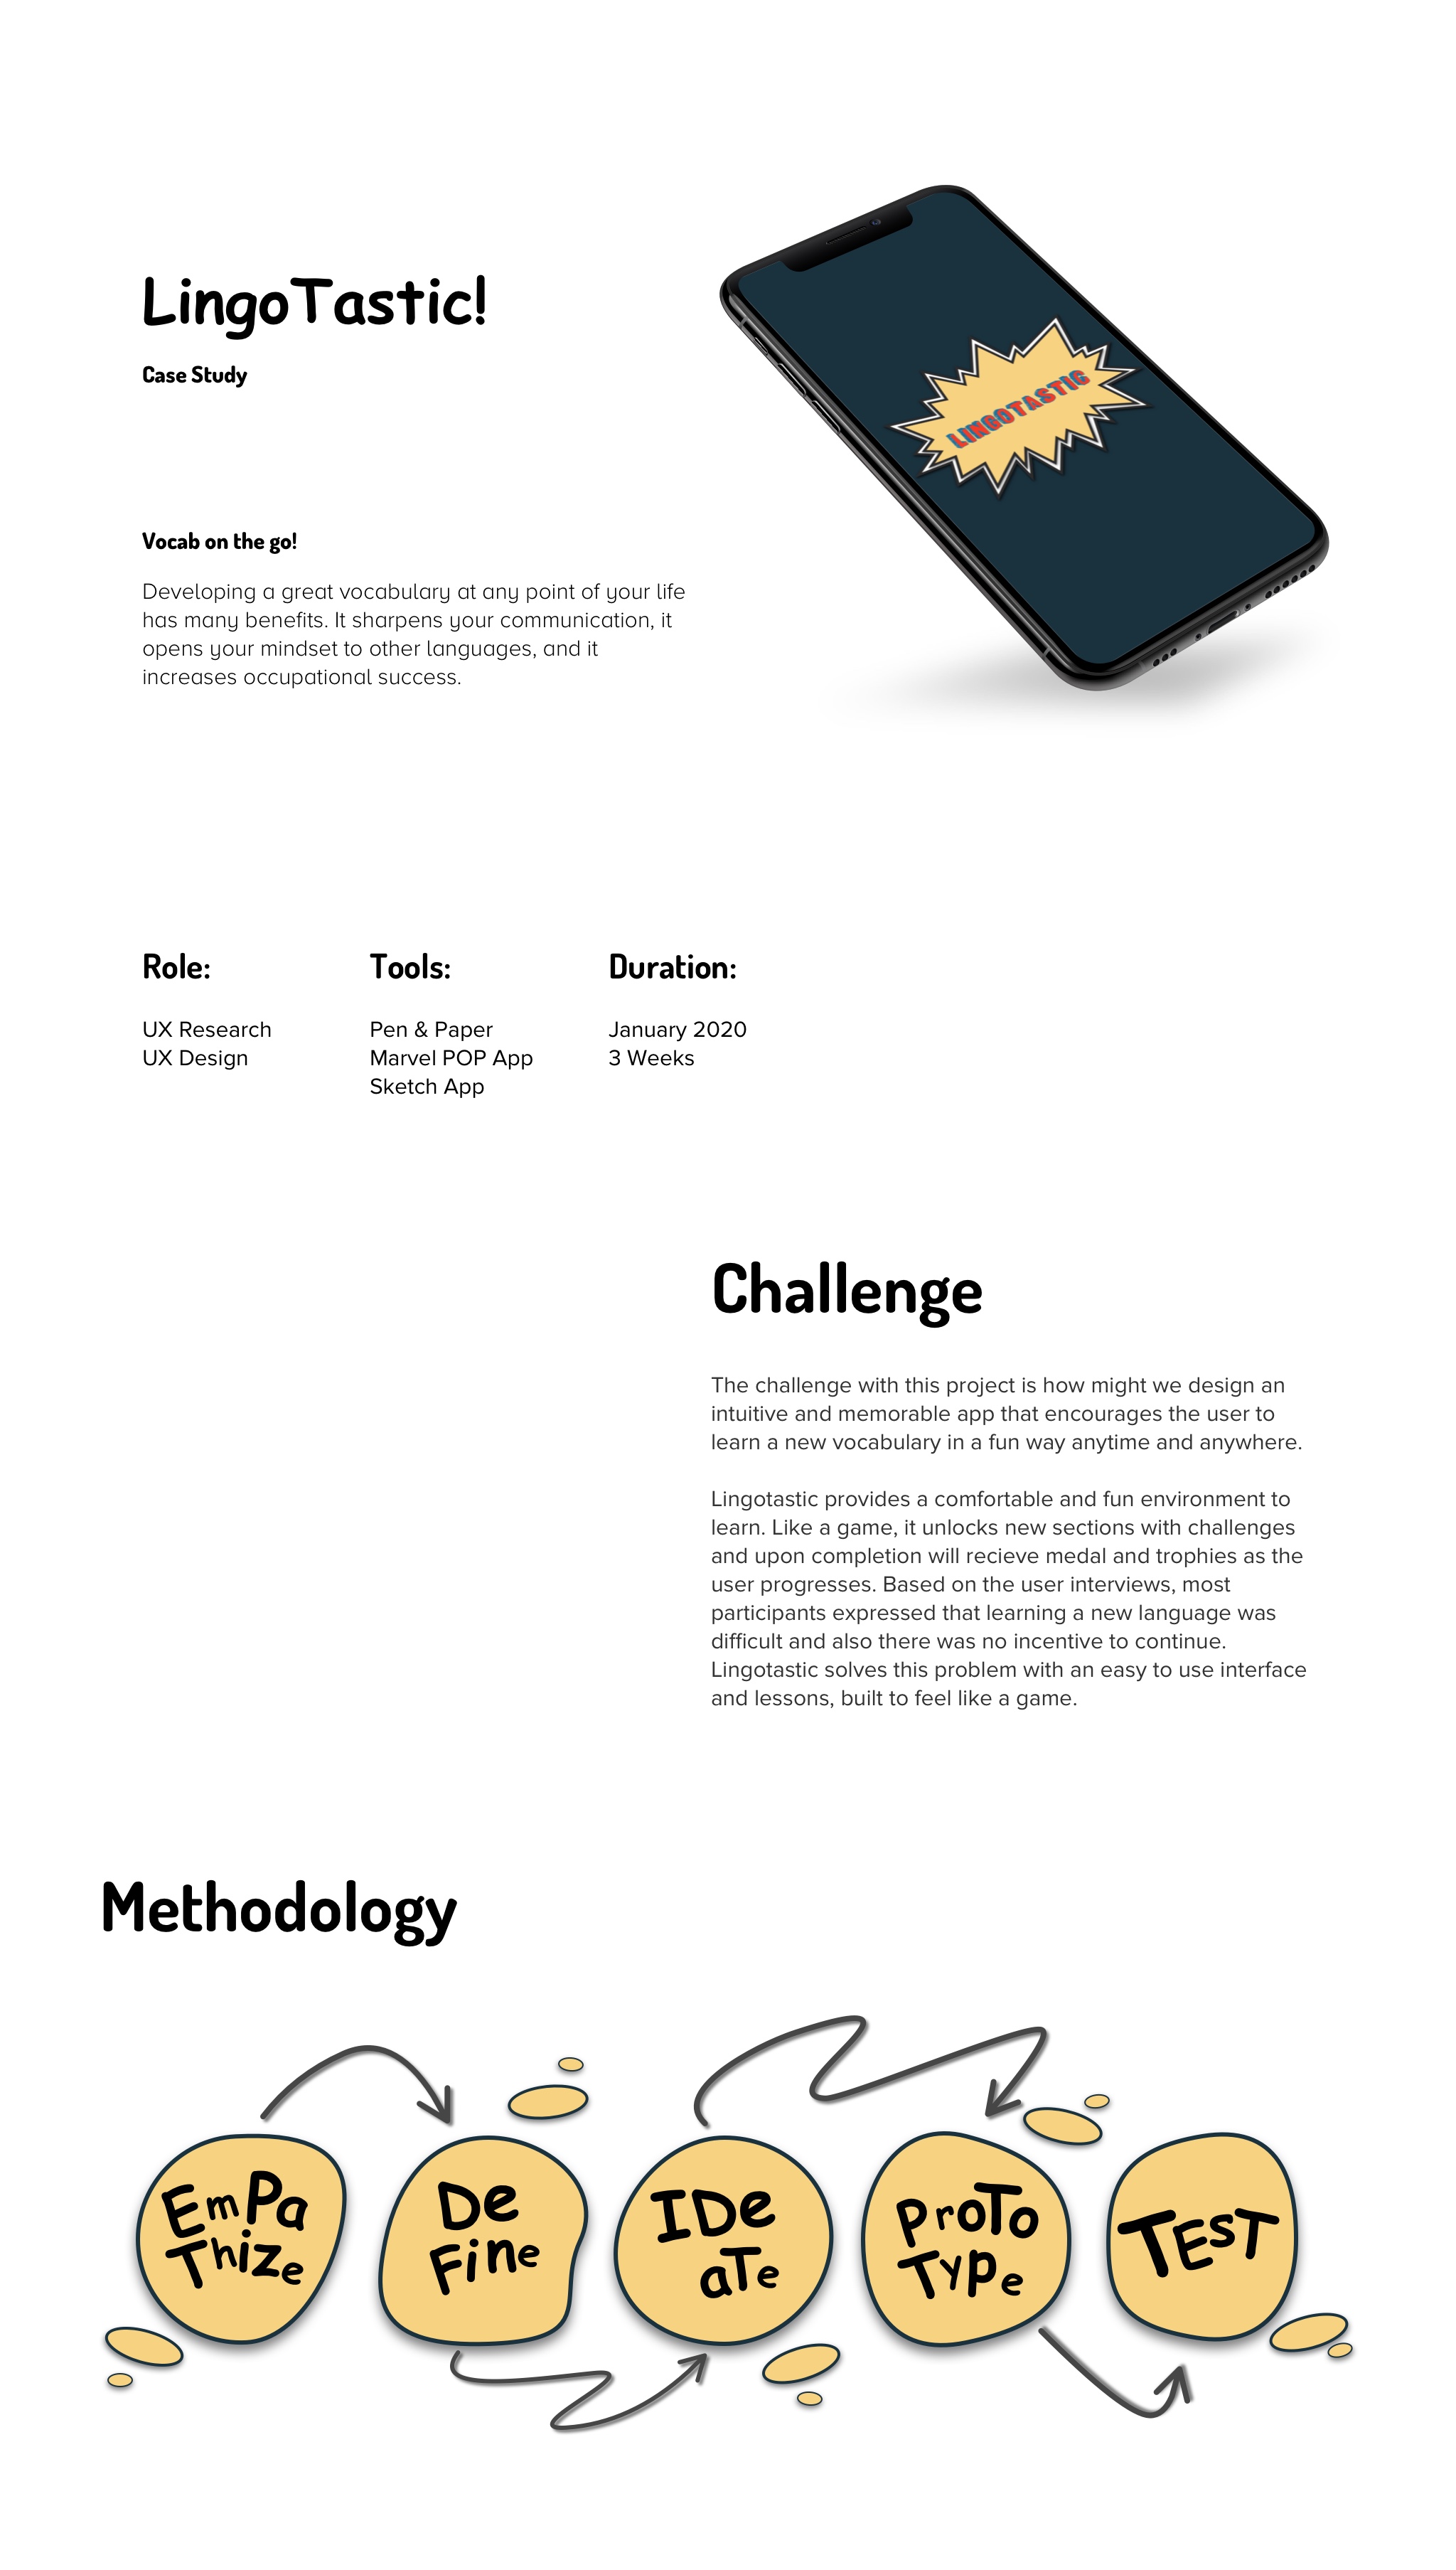 LingoTastic!
Case Study
LINGOTASTIC
Vocab on the go!
Developing a great vocabulary at any point of your life
has many benefits. It sharpens your communication, it
opens your mindset to other languages, and it
increases occupational success.
Role:
UX Research
UX Design
Tools:
Pen & Paper
Marvel POP App
Sketch App
Duration:
January 2020
3 Weeks
Challenge
The challenge with this project is how might we design an
intuitive and memorable app that encourages the user to
learn a new vocabulary in a fun way anytime and anywhere.
Lingotastic provides a comfortable and fun environment to
learn. Like a game, it unlocks new sections with challenges
and upon completion will recieve medal and trophies as the
user progresses. Based on the user interviews, most
participants expressed that learning a new language was
difficult and also there was no incentive to continue.
Lingotastic solves this problem with an easy to use interface
and lessons, built to feel like a game.
Methodology
EmPa
Thize
De
Fine
IDe
aTe
ProTo
Type
TEsT